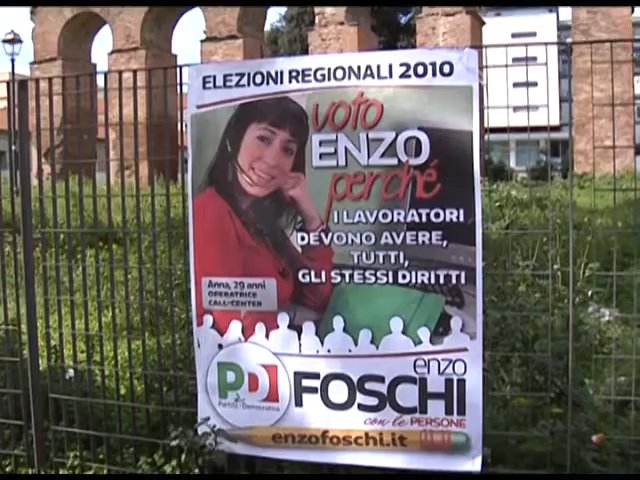 ELEZIONI REGIONALI 2010
voto
ENZO
perché
I LAVORATORI
DEVONO AVERE,
TUTTI,
GLI STESSI DIRITTI
Anna, 29 anni
OPERATRICE
CALL-CENTER
PD
Partito Democratico
enzo
FOSCHI
con le PERSONE
enzofoschi.it